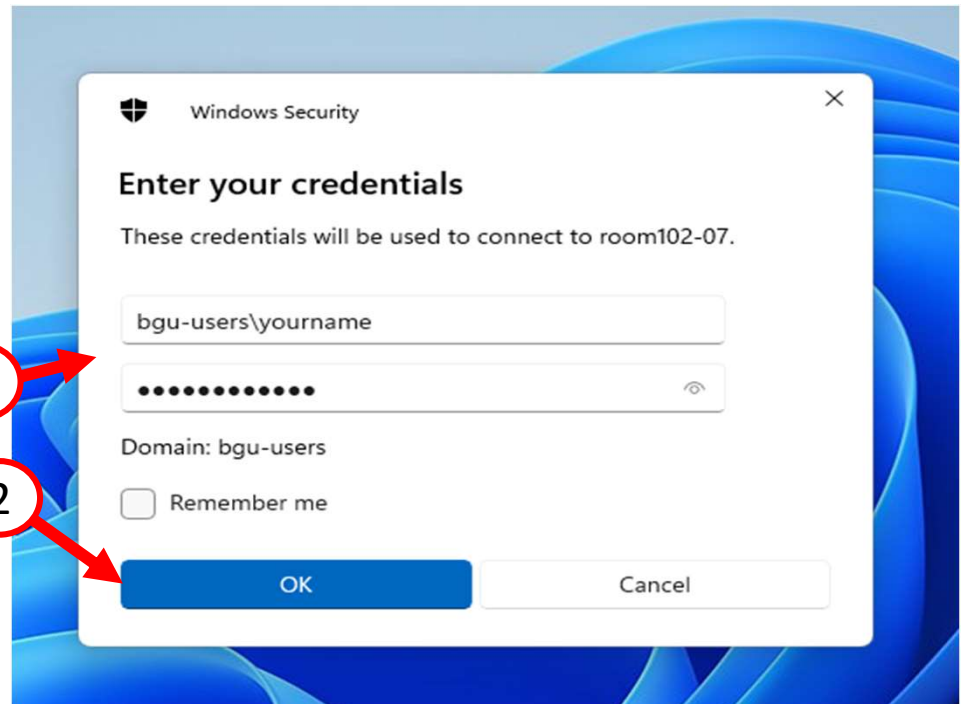 Windows Security
Enter your credentials
These credentials will be used to connect to room102-07.
bgu-users\yourname
••••••••••••
Domain: bgu-users
2
Remember me
OK
Cancel